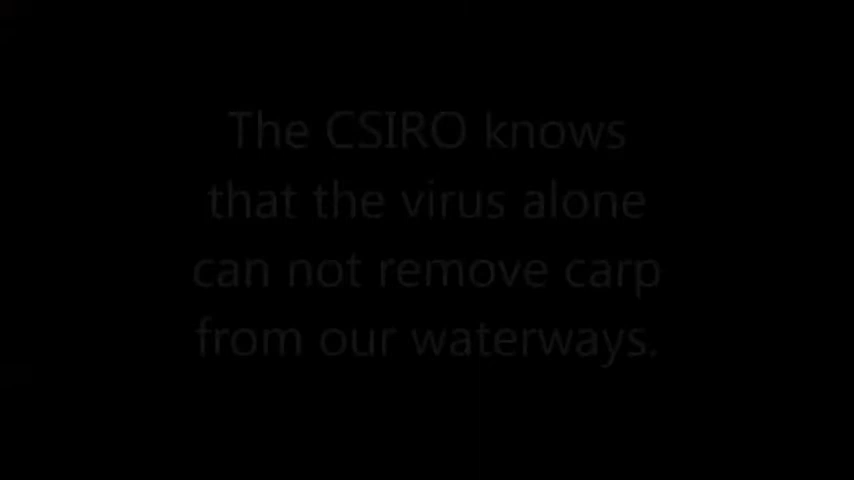 The CSIRO knows
that the virus alone
can not remove carp
from our waterways.